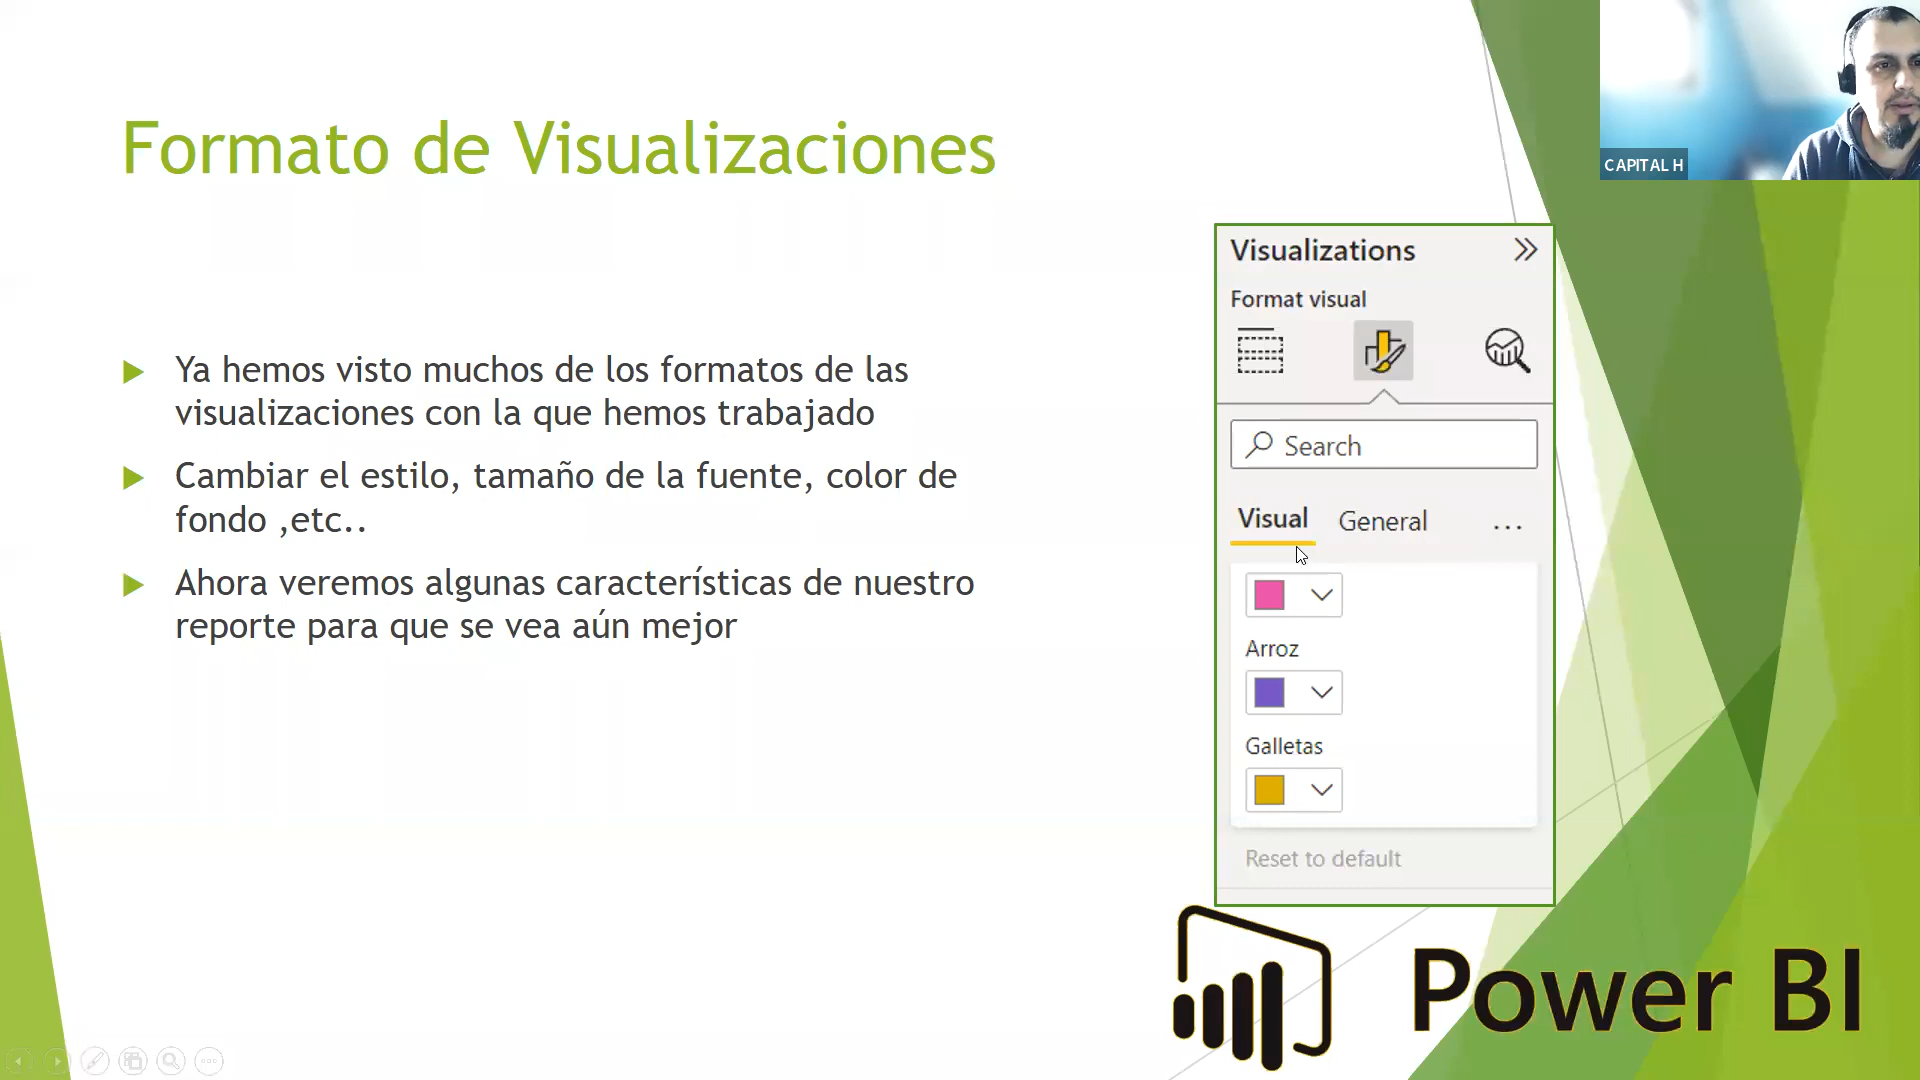 Formato de Visualizaciones
CAPITAL H
Ya hemos visto muchos de los formatos de las
visualizaciones con la que hemos trabajado
Cambiar el estilo, tamaño de la fuente, color de
fondo ,etc..
Ahora veremos algunas características de nuestro
reporte para que se vea aún mejor
Visualizations
Format visual
Search
Visual General ...
Arroz
Galletas
Reset to default
Power BI